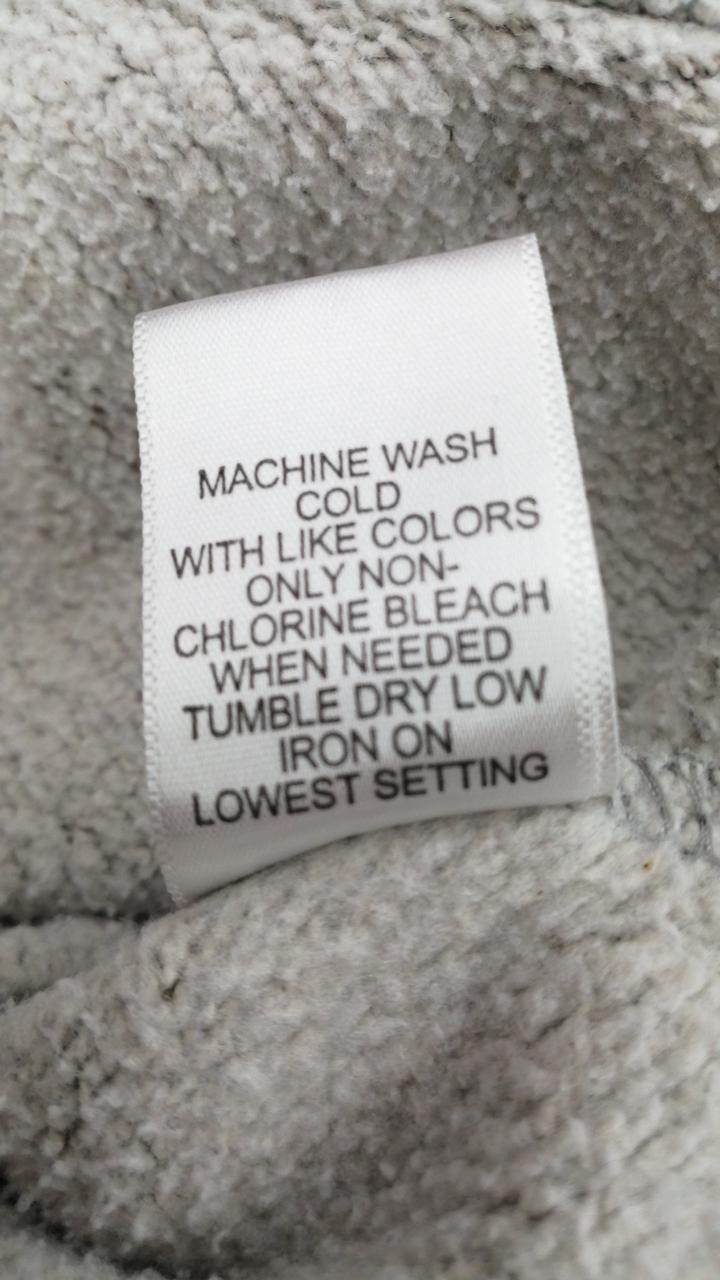 MACHINE WASH
COLD
WITH LIKE COLORS
ONLY NON-
CHLORINE BLEACH
WHEN NEEDED
TUMBLE DRY LOW
IRON ON
LOWEST SETTING